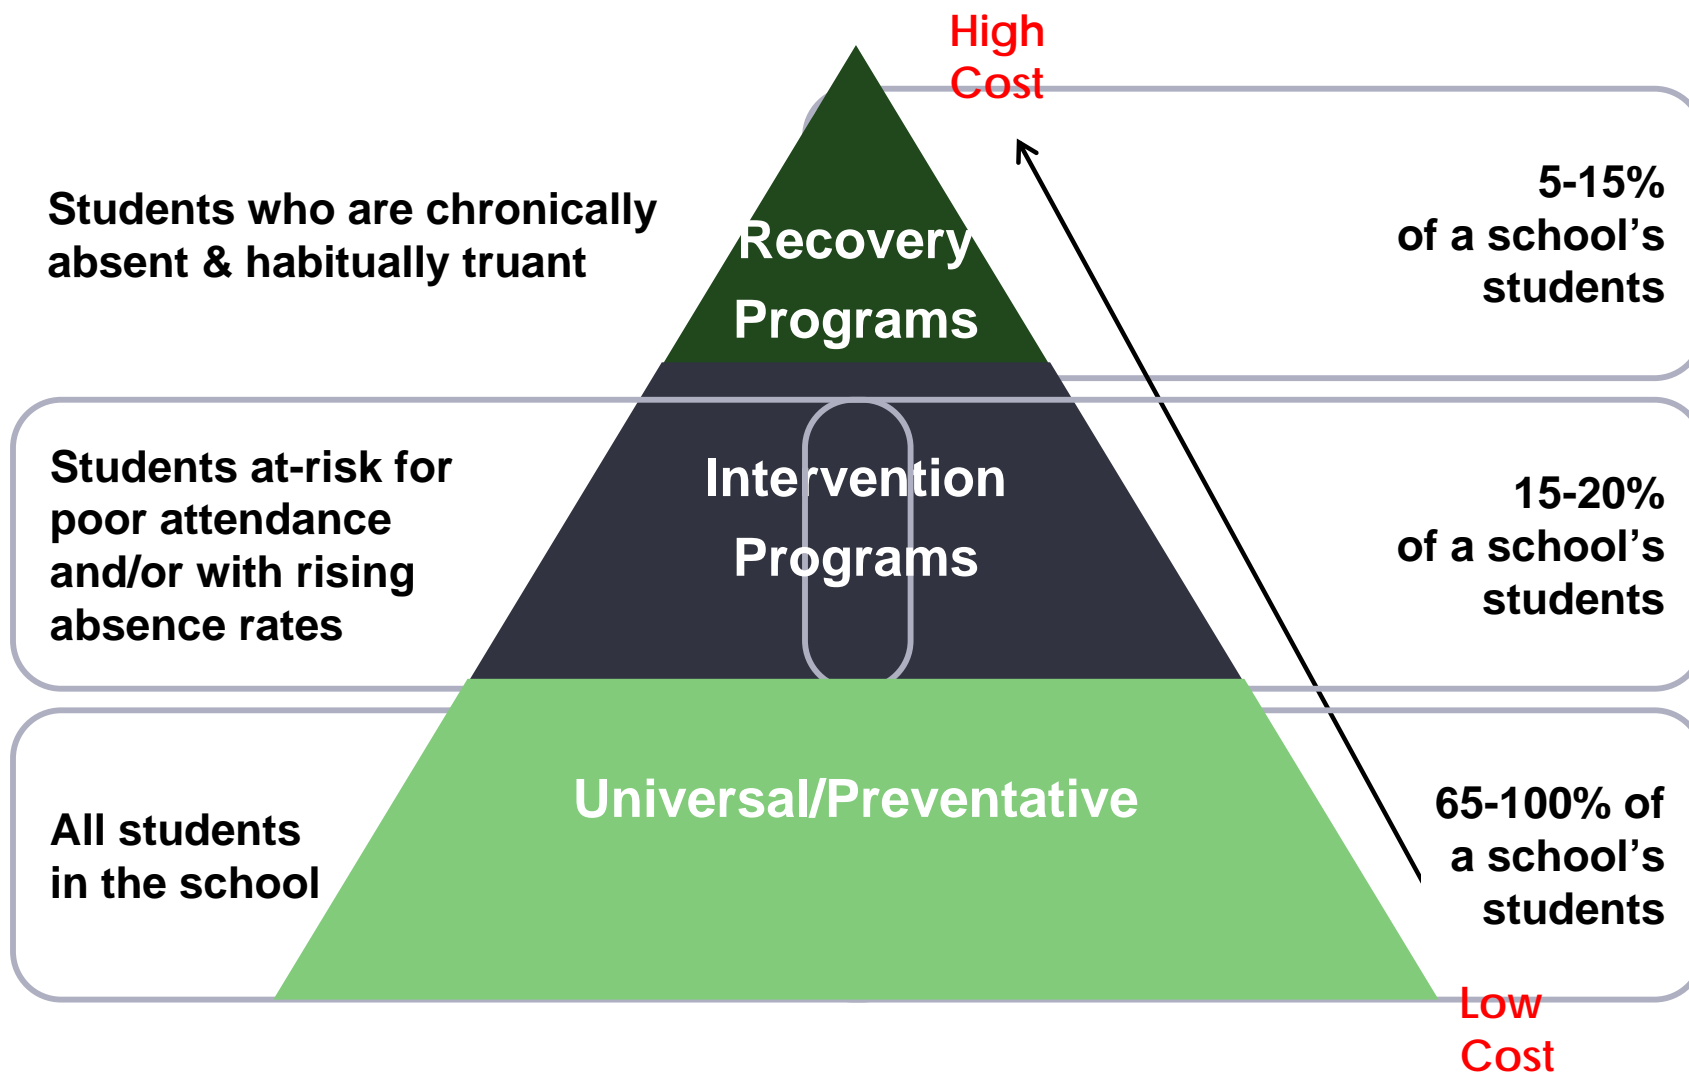 High
Cost
Students who are chronically
absent & habitually truant
Recovery
Programs
5-15%
of a school’s
students
Students at-risk for
poor attendance
and/or with rising
absence rates
Intervention
Programs
15-20%
of a school’s
students
All students
in the school
Universal/Preventative
65-100% of
a school’s
students
Low
Cost